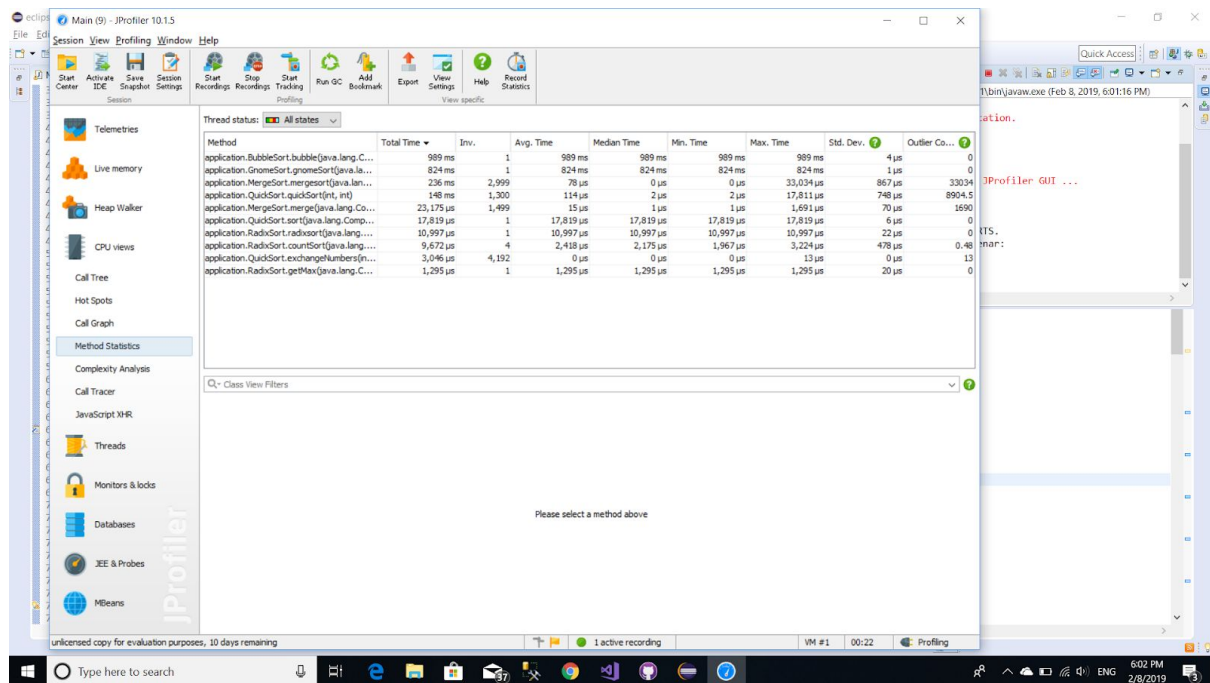 eclips
Main (9) - JProfiler 10.1.5
File Edi
Session View Profiling Window Help
Quick Access
Start Center
Activate IDE
Save Snapshot
Session Settings
Start Recordings
Stop Recordings
Start Tracking
Run GC
Add Bookmark
Export
View Settings
Help
Record Statistics
Session
Profiling
View specific
1\bin\javaw.exe (Feb 8, 2019, 6:01:16 PM)
Telemetries
Live memory
Heap Walker
CPU views
Call Tree
Hot Spots
Call Graph
Method Statistics
Complexity Analysis
Call Tracer
JavaScript XHR
Threads
Monitors & locks
Databases
JEE & Probes
MBeans
JProfiler
Thread status: All states
Method Total Time Inv. Avg. Time Median Time Min. Time Max. Time Std. Dev. Outlier Co...
application.BubbleSort.bubble(java.lang.C... 989 ms 1 989 ms 989 ms 989 ms 989 ms 4 µs 0
application.GnomeSort.gnomeSort(java.la... 824 ms 1 824 ms 824 ms 824 ms 824 ms 1 µs 0
application.MergeSort.mergesort(java.lan... 236 ms 2,999 78 µs 0 µs 0 µs 33,034 µs 867 µs 33034
application.QuickSort.quickSort(int, int) 148 ms 1,300 114 µs 2 µs 2 µs 17,811 µs 748 µs 8904.5
application.MergeSort.merge(java.lang.Co... 23,175 µs 1,499 15 µs 1 µs 1 µs 1,691 µs 70 µs 1690
application.QuickSort.sort(java.lang.Comp... 17,819 µs 1 17,819 µs 17,819 µs 17,819 µs 17,819 µs 6 µs 0
application.RadixSort.radixsort(java.lang.... 10,997 µs 1 10,997 µs 10,997 µs 10,997 µs 10,997 µs 22 µs 0
application.RadixSort.countSort(java.lang.... 9,672 µs 4 2,418 µs 2,175 µs 1,967 µs 3,224 µs 478 µs 0.48
application.QuickSort.exchangeNumbers(in... 3,046 µs 4,192 0 µs 0 µs 0 µs 13 µs 0 µs 13
application.RadixSort.getMax(java.lang.C... 1,295 µs 1 1,295 µs 1,295 µs 1,295 µs 1,295 µs 20 µs 0
Class View Filters
Please select a method above
cation.
JProfiler GUI ...
RTS.
enar:
unlicensed copy for evaluation purposes, 10 days remaining
1 active recording
VM #1
00:22
Profiling
Type here to search
37
ENG
6:02 PM
2/8/2019
3